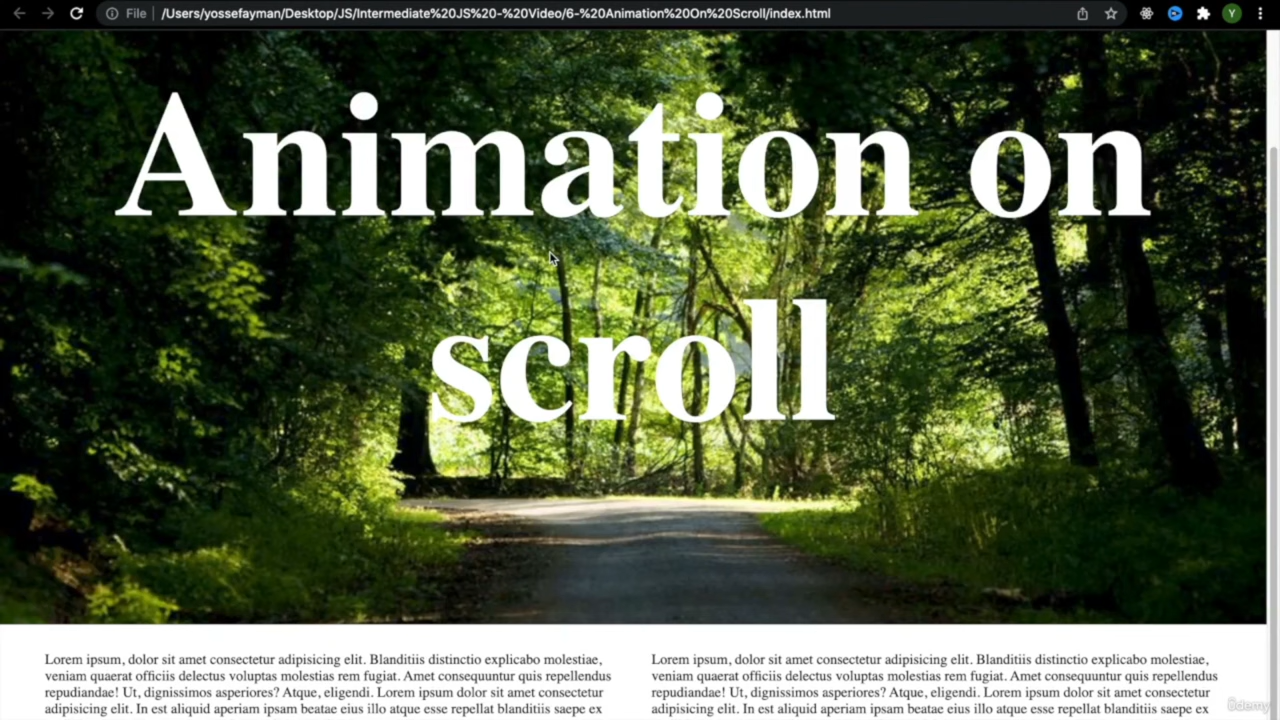 File
/Users/yossefayman/Desktop/JS/Intermediate%20JS%20-%20Video/6-%20Animation%20On%20Scroll/index.html
Y
Animation on
scroll
Lorem ipsum, dolor sit amet consectetur adipisicing elit. Blanditiis distinctio explicabo molestiae,
veniam quaerat officiis delectus voluptas molestias rem fugiat. Amet consequuntur quis repellendus
repudiandae! Ut, dignissimos asperiores? Atque, eligendi. Lorem ipsum dolor sit amet consectetur
adipisicing elit. In est aliquid aperiam ipsam beatae eius illo atque esse repellat blanditiis saepe ex
Lorem ipsum, dolor sit amet consectetur adipisicing elit. Blanditiis distinctio explicabo molestiae,
veniam quaerat officiis delectus voluptas molestias rem fugiat. Amet consequuntur quis repellendus
repudiandae! Ut, dignissimos asperiores? Atque, eligendi. Lorem ipsum dolor sit amet consectetur
adipisicing elit. In est aliquid aperiam ipsam beatae eius illo atque esse repellat blanditiis saepe ex
Udemy